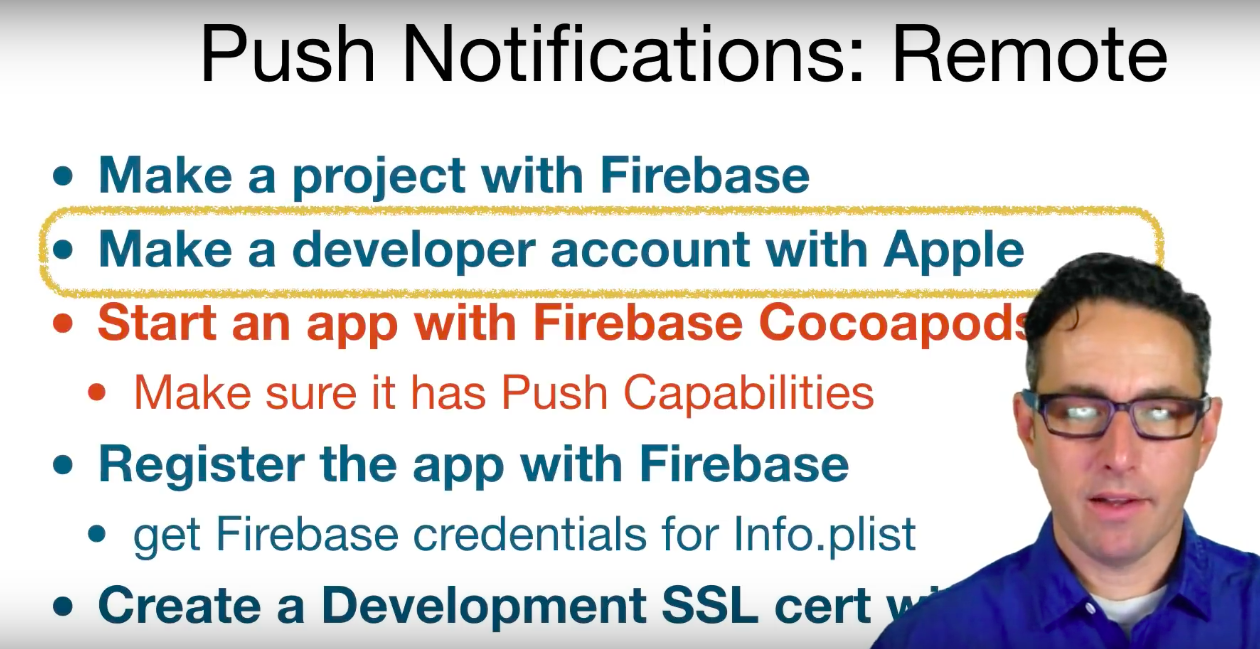 Push Notifications: Remote
• Make a project with Firebase
• Make a developer account with Apple
• Start an app with Firebase Cocoapods
• Make sure it has Push Capabilities
• Register the app with Firebase
• get Firebase credentials for Info.plist
• Create a Development SSL cert